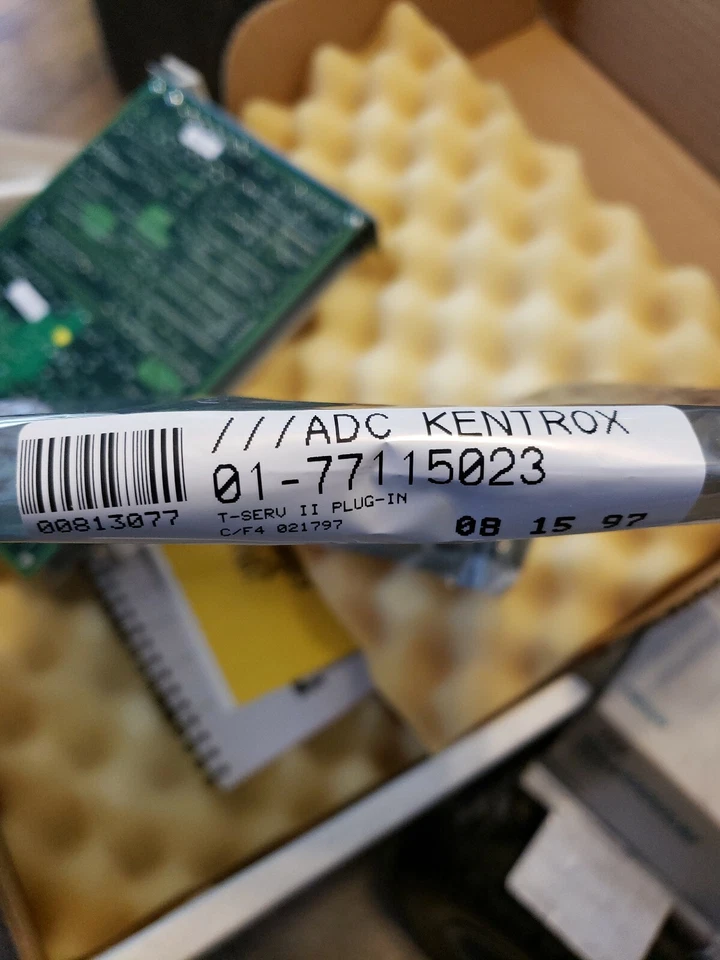 ///ADC KENTROX
01-77115023
T-SERV II PLUG-IN
C/F4 021797
08 15 97
00813077